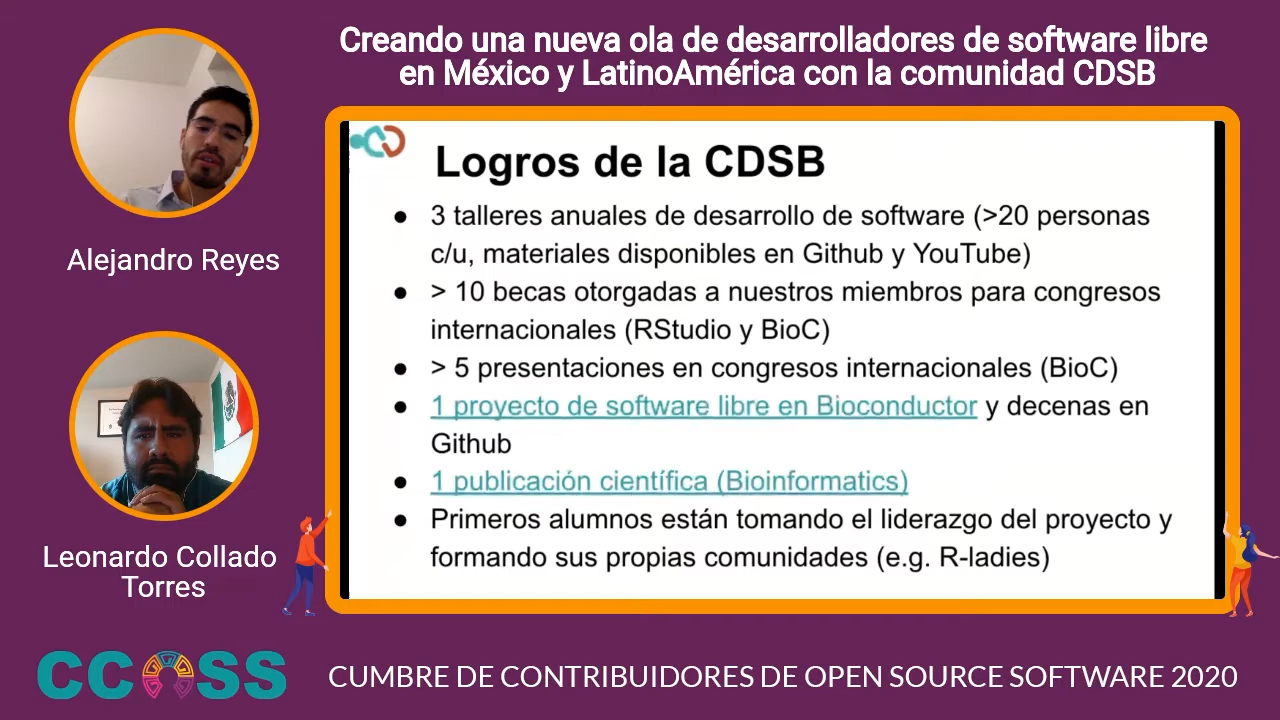 Creando una nueva ola de desarrolladores de software libre
en México y LatinoAmérica con la comunidad CDSB
Alejandro Reyes
Leonardo Collado
Torres
Logros de la CDSB
● 3 talleres anuales de desarrollo de software (>20 personas
c/u, materiales disponibles en Github y YouTube)
● > 10 becas otorgadas a nuestros miembros para congresos
internacionales (RStudio y BioC)
● > 5 presentaciones en congresos internacionales (BioC)
● 1 proyecto de software libre en Bioconductor y decenas en
Github
● 1 publicación científica (Bioinformatics)
● Primeros alumnos están tomando el liderazgo del proyecto y
formando sus propias comunidades (e.g. R-ladies)
CCOSS
CUMBRE DE CONTRIBUIDORES DE OPEN SOURCE SOFTWARE 2020